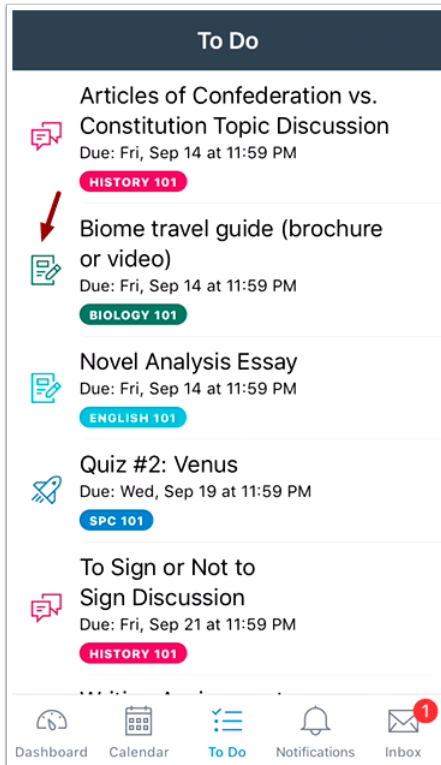 To Do
Articles of Confederation vs.
Constitution Topic Discussion
Due: Fri, Sep 14 at 11:59 PM
HISTORY 101
Biome travel guide (brochure
or video)
Due: Fri, Sep 14 at 11:59 PM
BIOLOGY 101
Novel Analysis Essay
Due: Fri, Sep 14 at 11:59 PM
ENGLISH 101
Quiz #2: Venus
Due: Wed, Sep 19 at 11:59 PM
SPC 101
To Sign or Not to
Sign Discussion
Due: Fri, Sep 21 at 11:59 PM
HISTORY 101
1
Dashboard Calendar To Do Notifications Inbox